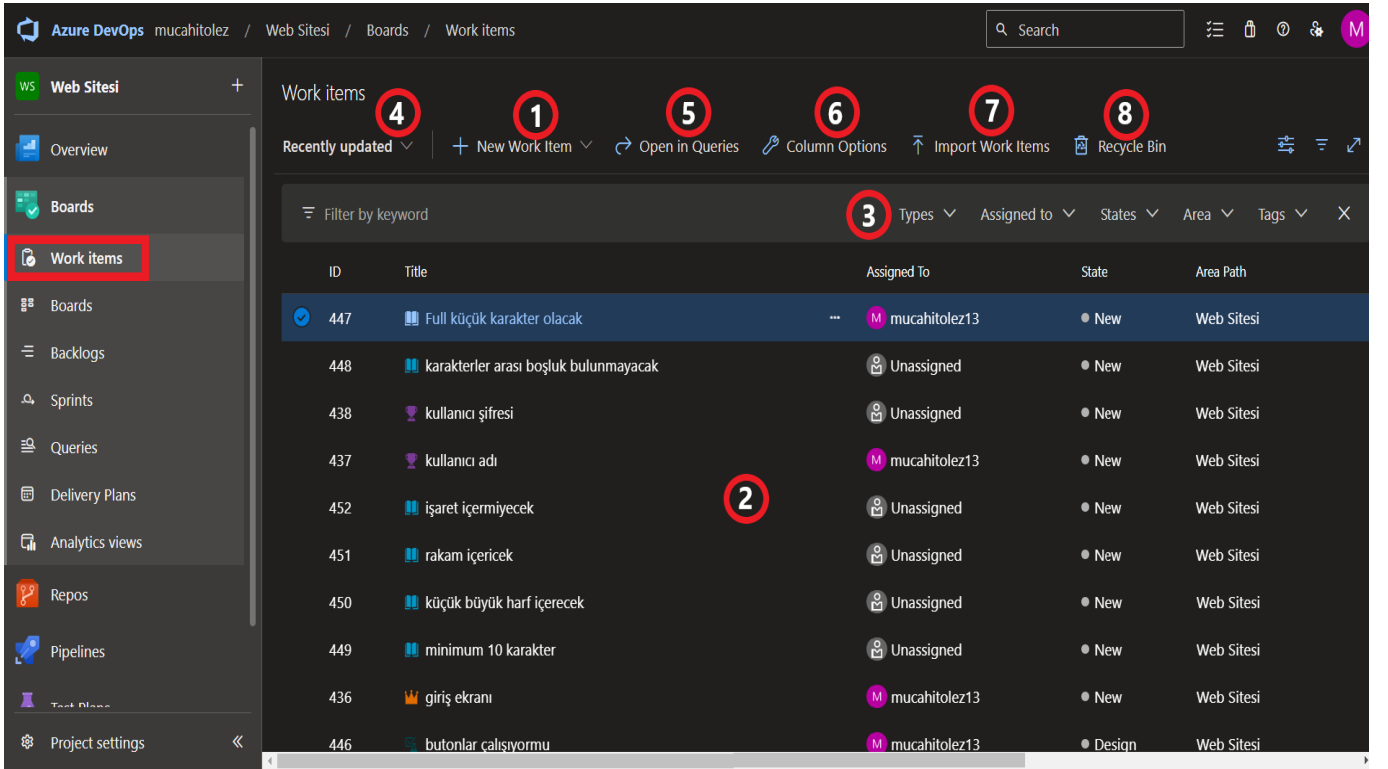 Azure DevOps mucahitolez / Web Sitesi / Boards / Work items Search M
WS Web Sitesi +
Overview
Boards
Work items
Boards
Backlogs
Sprints
Queries
Delivery Plans
Analytics views
Repos
Pipelines
Test Plans
Project settings
Work items
4 1 5 6 7 8
Recently updated New Work Item Open in Queries Column Options Import Work Items Recycle Bin
Filter by keyword 3 Types Assigned to States Area Tags
ID Title Assigned To State Area Path
447 Full küçük karakter olacak ... M mucahitolez13 New Web Sitesi
448 karakterler arası boşluk bulunmayacak Unassigned New Web Sitesi
438 kullanıcı şifresi Unassigned New Web Sitesi
437 kullanıcı adı M mucahitolez13 New Web Sitesi
2
452 işaret içermiyecek Unassigned New Web Sitesi
451 rakam içericek Unassigned New Web Sitesi
450 küçük büyük harf içerecek Unassigned New Web Sitesi
449 minimum 10 karakter Unassigned New Web Sitesi
436 giriş ekranı M mucahitolez13 New Web Sitesi
446 butonlar çalışıyormu M mucahitolez13 Design Web Sitesi